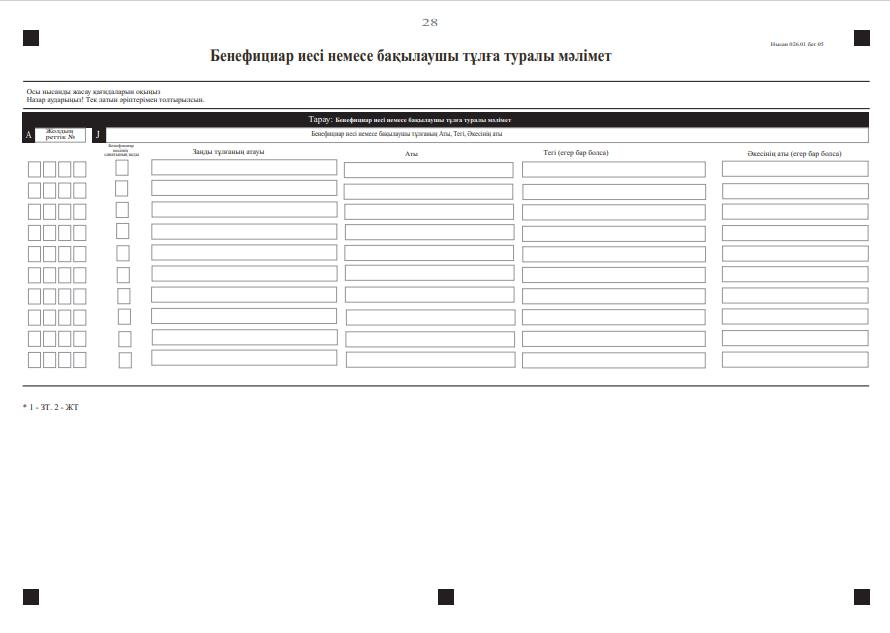 28
Нысан 026.01 бет 05
Бенефициар иесі немесе бақылаушы тұлға туралы мәлімет
Осы нысанды жасау қағидаларын оқыңыз
Назар аударыңыз! Тек латын әріптерімен толтырылсын.
Тарау: Бенефициар иесі немесе бақылаушы тұлға туралы мәлімет
A Жолдың реттік № J Бенефициар иесі немесе бақылаушы тұлғаның Аты, Тегі, Әкесінің аты
Бенефициар
иесінің
Заңды тұлғаның атауы Аты Тегі (егер бар болса) Әкесінің аты (егер бар болса)
* 1 - ЗТ. 2 - ЖТ